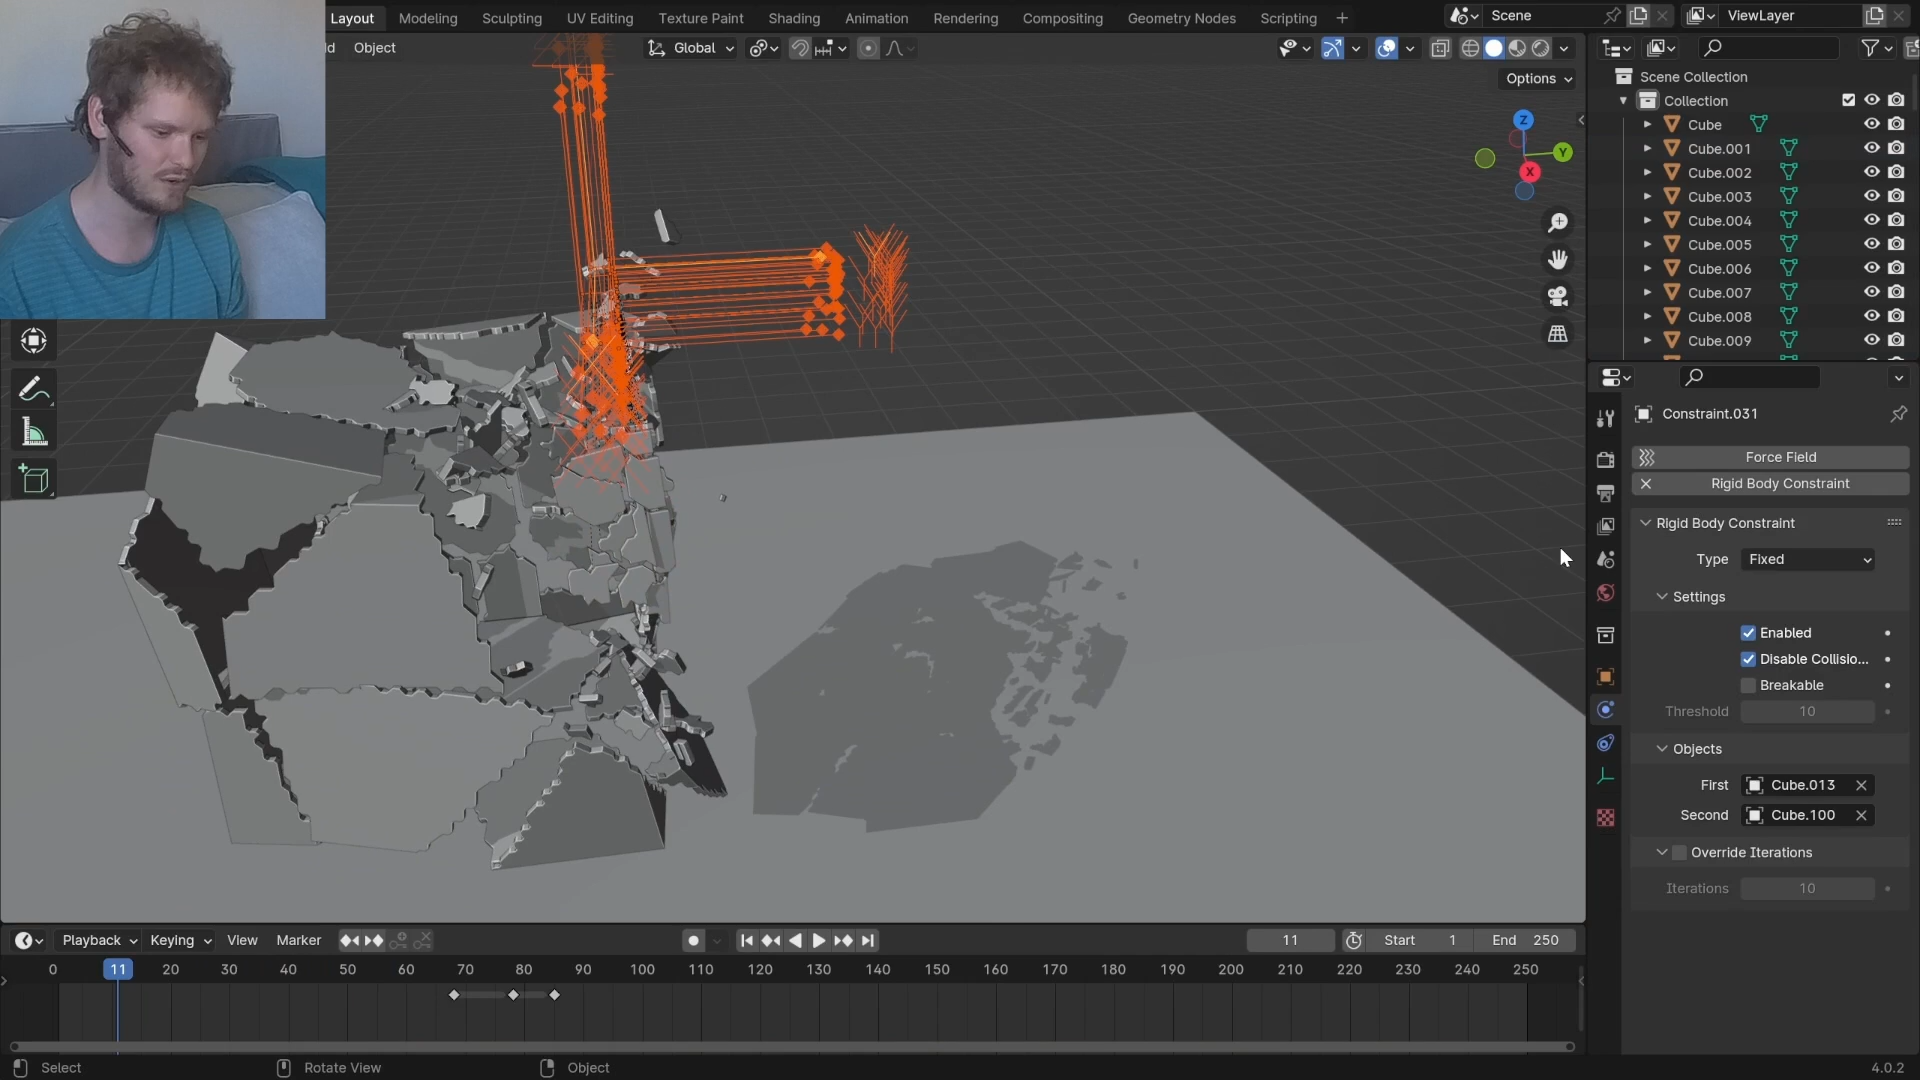 Layout Modeling Sculpting UV Editing Texture Paint Shading Animation Rendering Compositing Geometry Nodes Scripting
Scene
ViewLayer
Object
Global
Options
Z
Y
X
Scene Collection
Collection
Cube
Cube.001
Cube.002
Cube.003
Cube.004
Cube.005
Cube.006
Cube.007
Cube.008
Cube.009
Constraint.031
Force Field
Rigid Body Constraint
Rigid Body Constraint
Type Fixed
Settings
Enabled
Disable Collisio...
Breakable
Threshold 10
Objects
First Cube.013
Second Cube.100
Override Iterations
Iterations 10
Playback Keying View Marker
11 Start 1 End 250
0 11 20 30 40 50 60 70 80 90 100 110 120 130 140 150 160 170 180 190 200 210 220 230 240 250
Select Rotate View Object 4.0.2